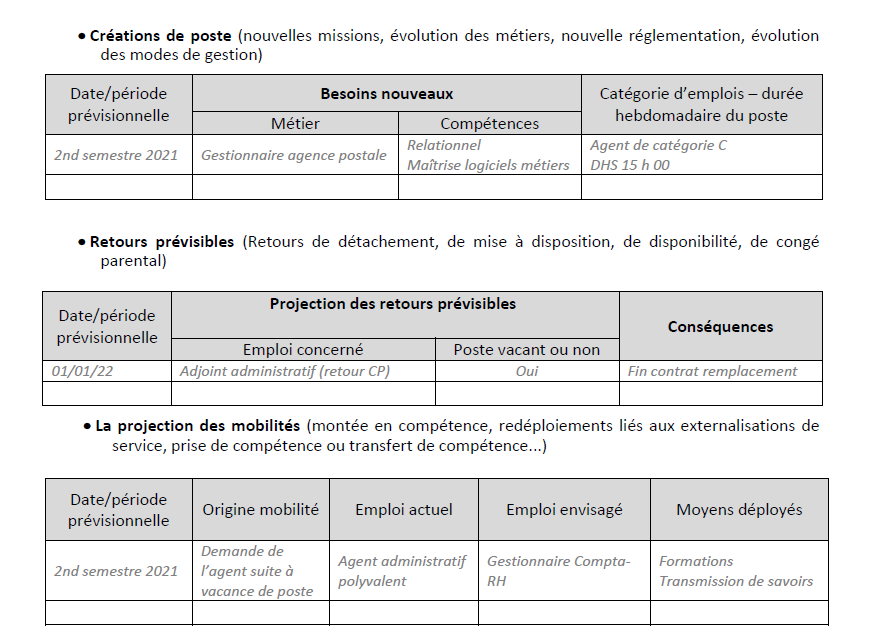 • Créations de poste (nouvelles missions, évolution des métiers, nouvelle réglementation, évolution
des modes de gestion)
Date/période
prévisionnelle
Besoins nouveaux
Catégorie d'emplois – durée
hebdomadaire du poste
Métier
Compétences
2nd semestre 2021
Gestionnaire agence postale
Relationnel
Maîtrise logiciels métiers
Agent de catégorie C
DHS 15 h 00
• Retours prévisibles (Retours de détachement, de mise à disposition, de disponibilité, de congé
parental)
Date/période
prévisionnelle
Projection des retours prévisibles
Conséquences
Emploi concerné
Poste vacant ou non
01/01/22
Adjoint administratif (retour CP)
Oui
Fin contrat remplacement
• La projection des mobilités (montée en compétence, redéploiements liés aux externalisations de
service, prise de compétence ou transfert de compétence...)
Date/période
prévisionnelle
Origine mobilité
Emploi actuel
Emploi envisagé
Moyens déployés
2nd semestre 2021
Demande de
l'agent suite à
vacance de poste
Agent administratif
polyvalent
Gestionnaire Compta-
RH
Formations
Transmission de savoirs